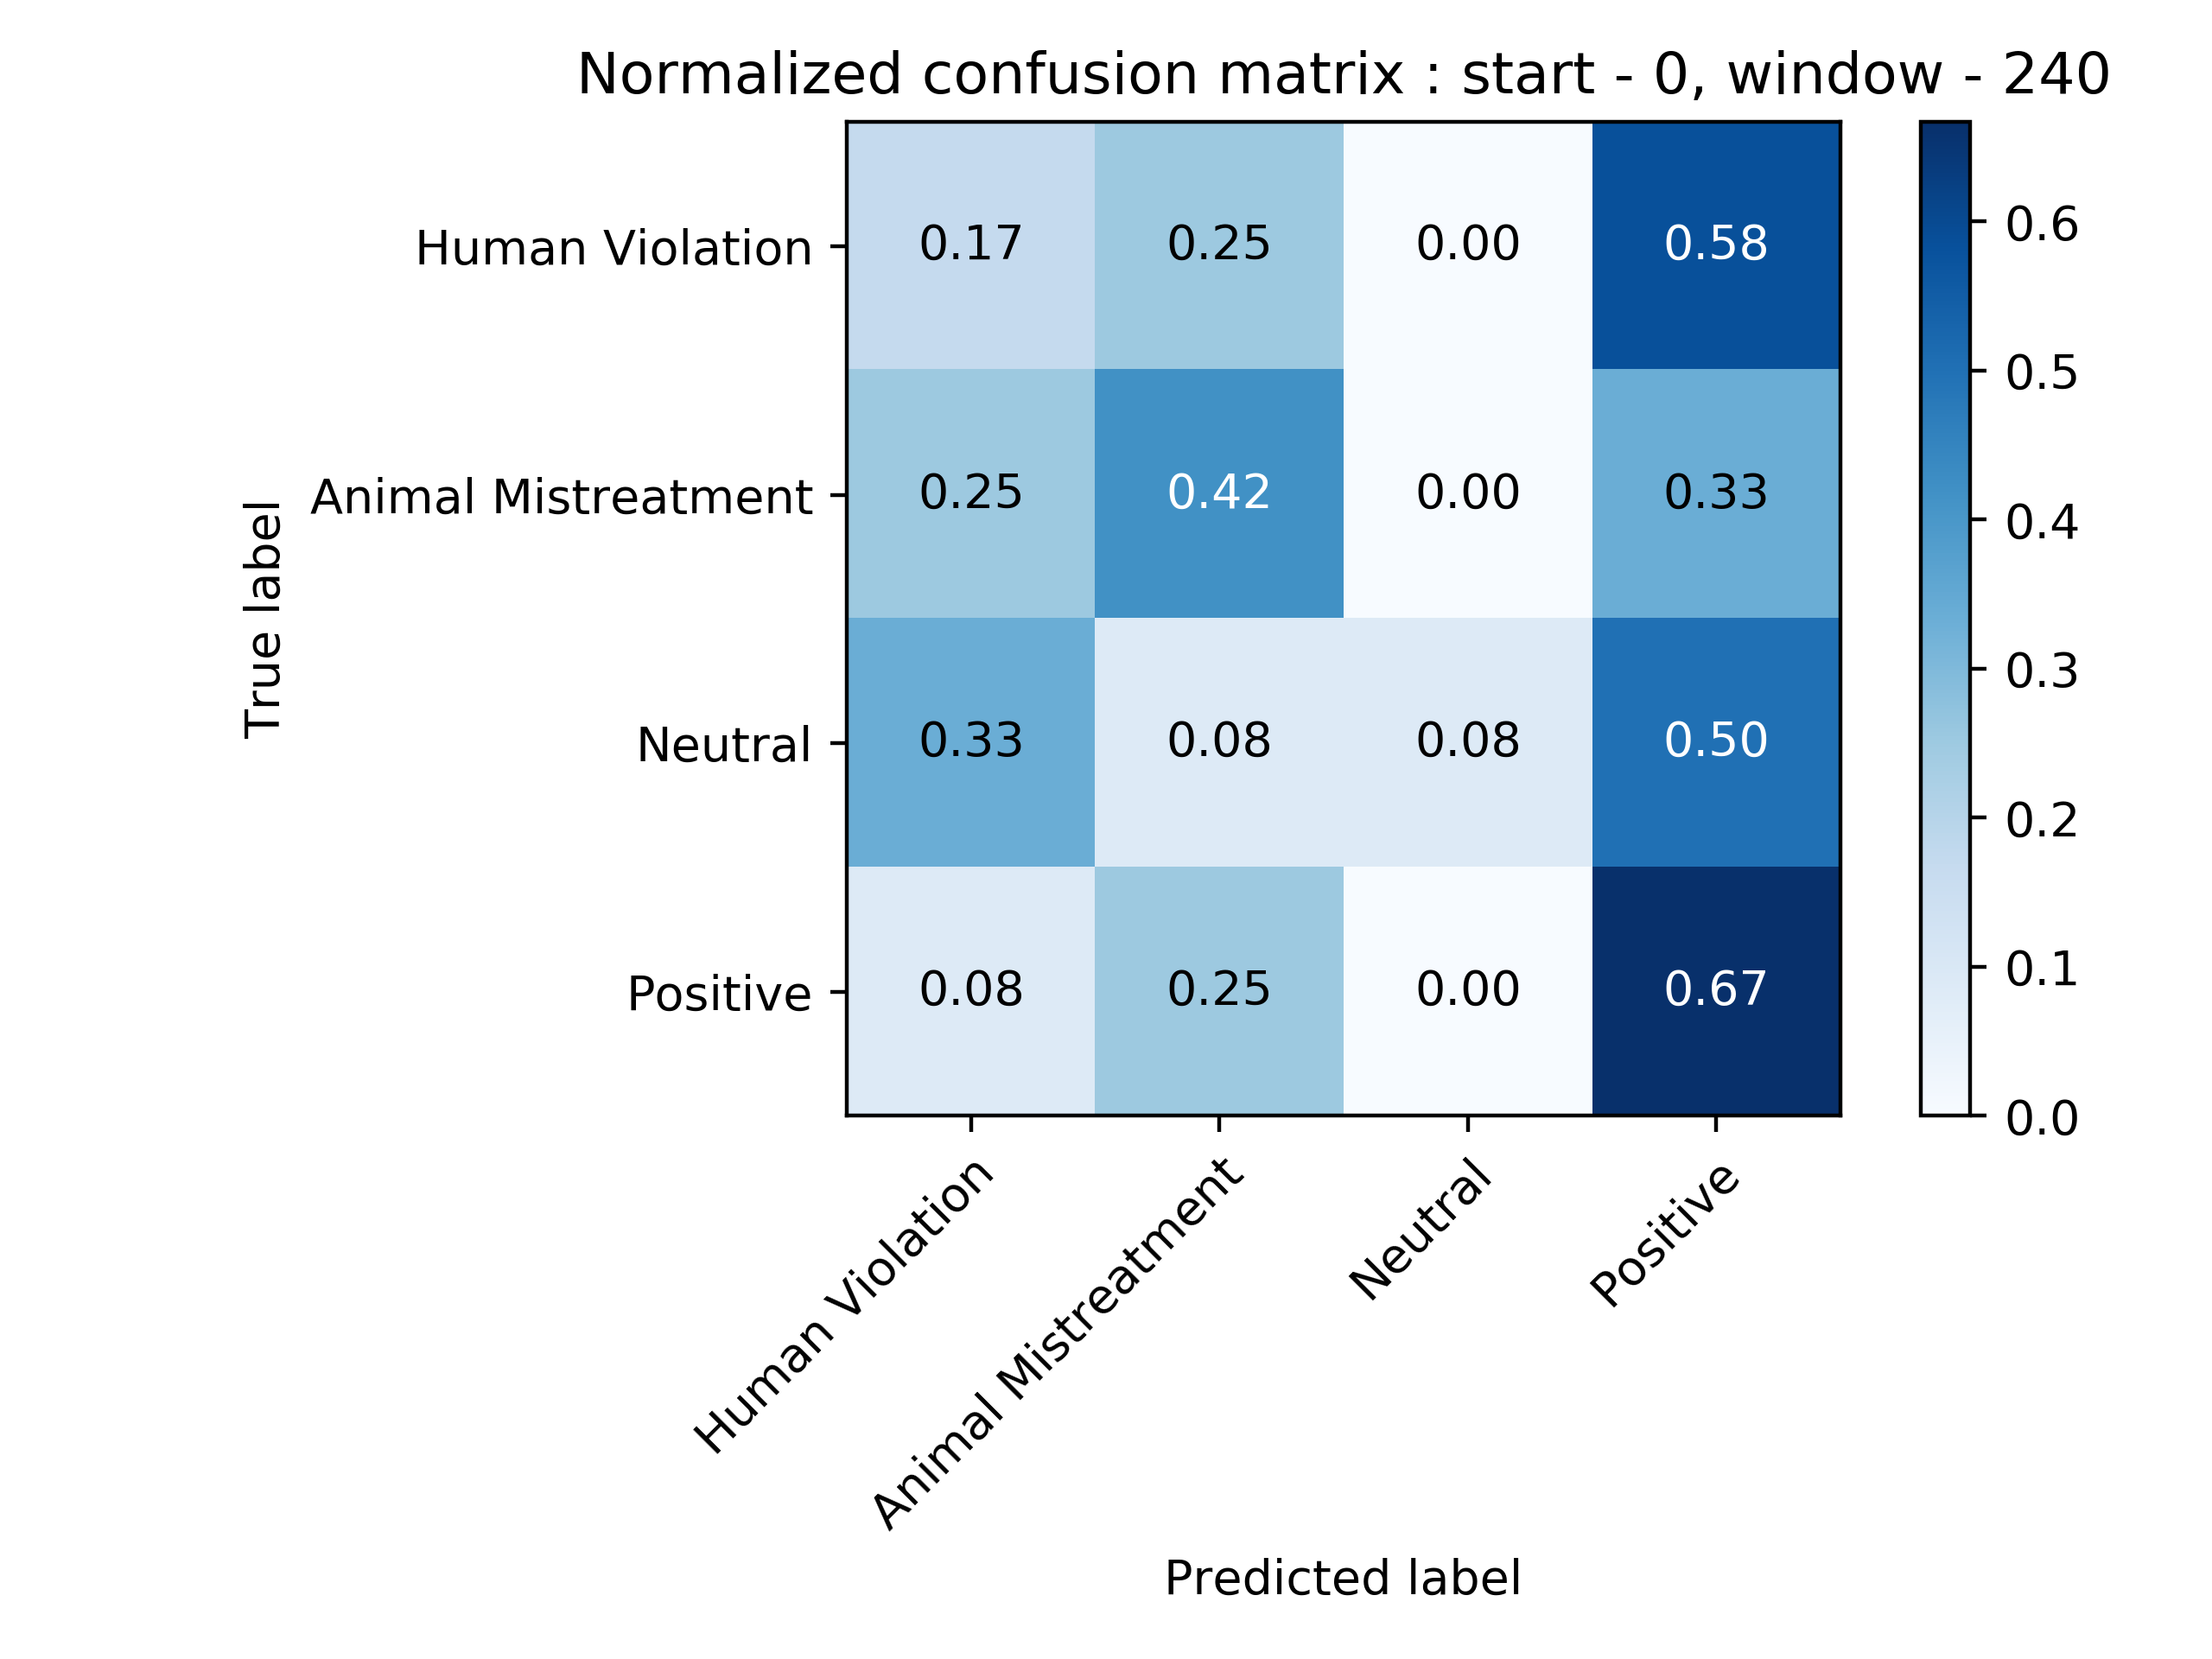 Normalized confusion matrix : start - 0, window - 240
True label
Human Violation
0.17 0.25 0.00 0.58
Animal Mistreatment
0.25 0.42 0.00 0.33
Neutral
0.33 0.08 0.08 0.50
Positive
0.08 0.25 0.00 0.67
Human Violation
Animal Mistreatment
Neutral
Positive
Predicted label
0.6
0.5
0.4
0.3
0.2
0.1
0.0